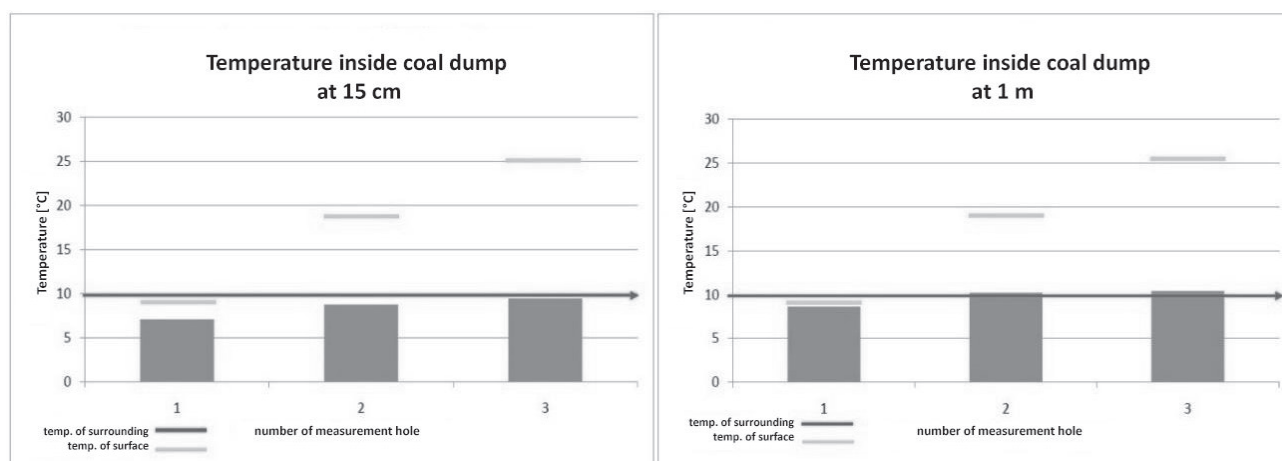 Temperature inside coal dump
at 15 cm
Temperature [°C]
30
25
20
15
10
5
0
1
2
3
temp. of surrounding
temp. of surface
number of measurement hole
Temperature inside coal dump
at 1 m
Temperature [°C]
30
25
20
15
10
5
0
1
2
3
temp. of surrounding
temp. of surface
number of measurement hole